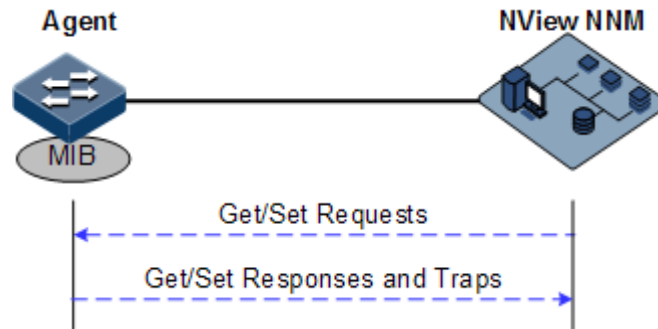 Agent
NView NNM
MIB
Get/Set Requests
Get/Set Responses and Traps